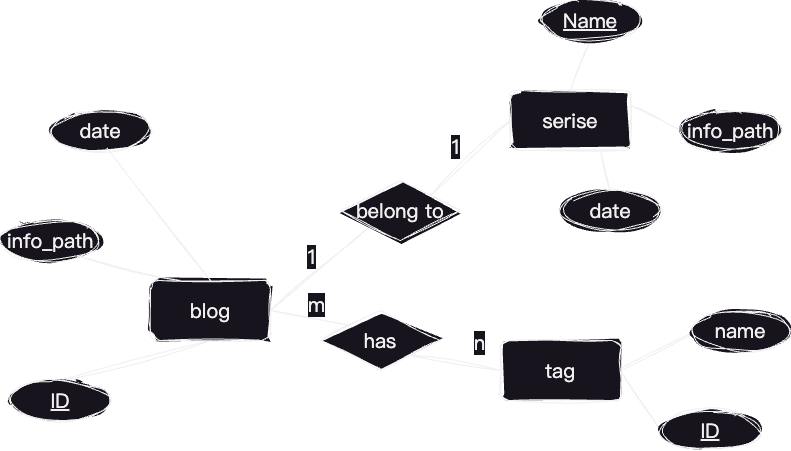 Name
serise
info_path
date
date
1
belong to
info_path
1
blog
m
has
n
tag
name
ID
ID